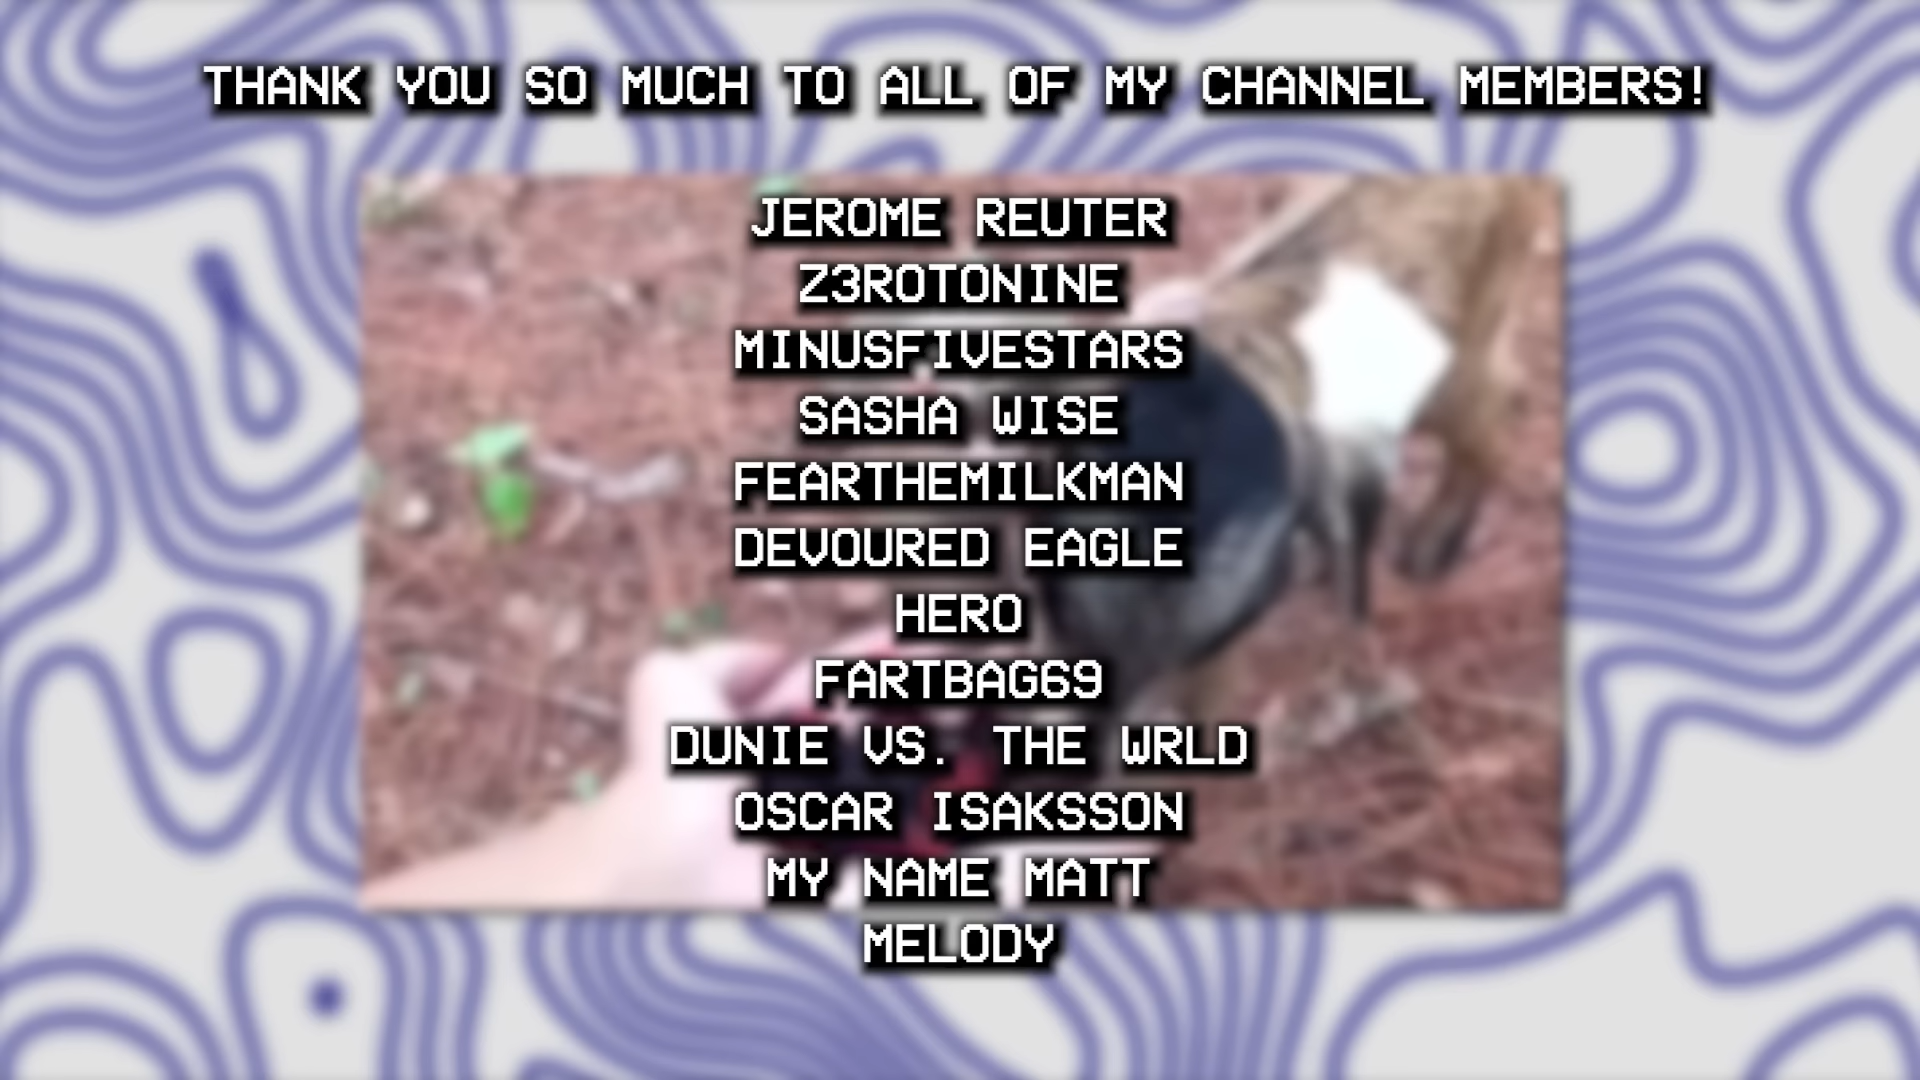 THANK YOU SO MUCH TO ALL OF MY CHANNEL MEMBERS!
JEROME REUTER
Z3ROTONINE
MINUSFIVESTARS
SASHA WISE
FEARTHEMILKMAN
DEVOURED EAGLE
HERO
FARTBAG69
DUNIE VS. THE WRLD
OSCAR ISAKSSON
MY NAME MATT
MELODY